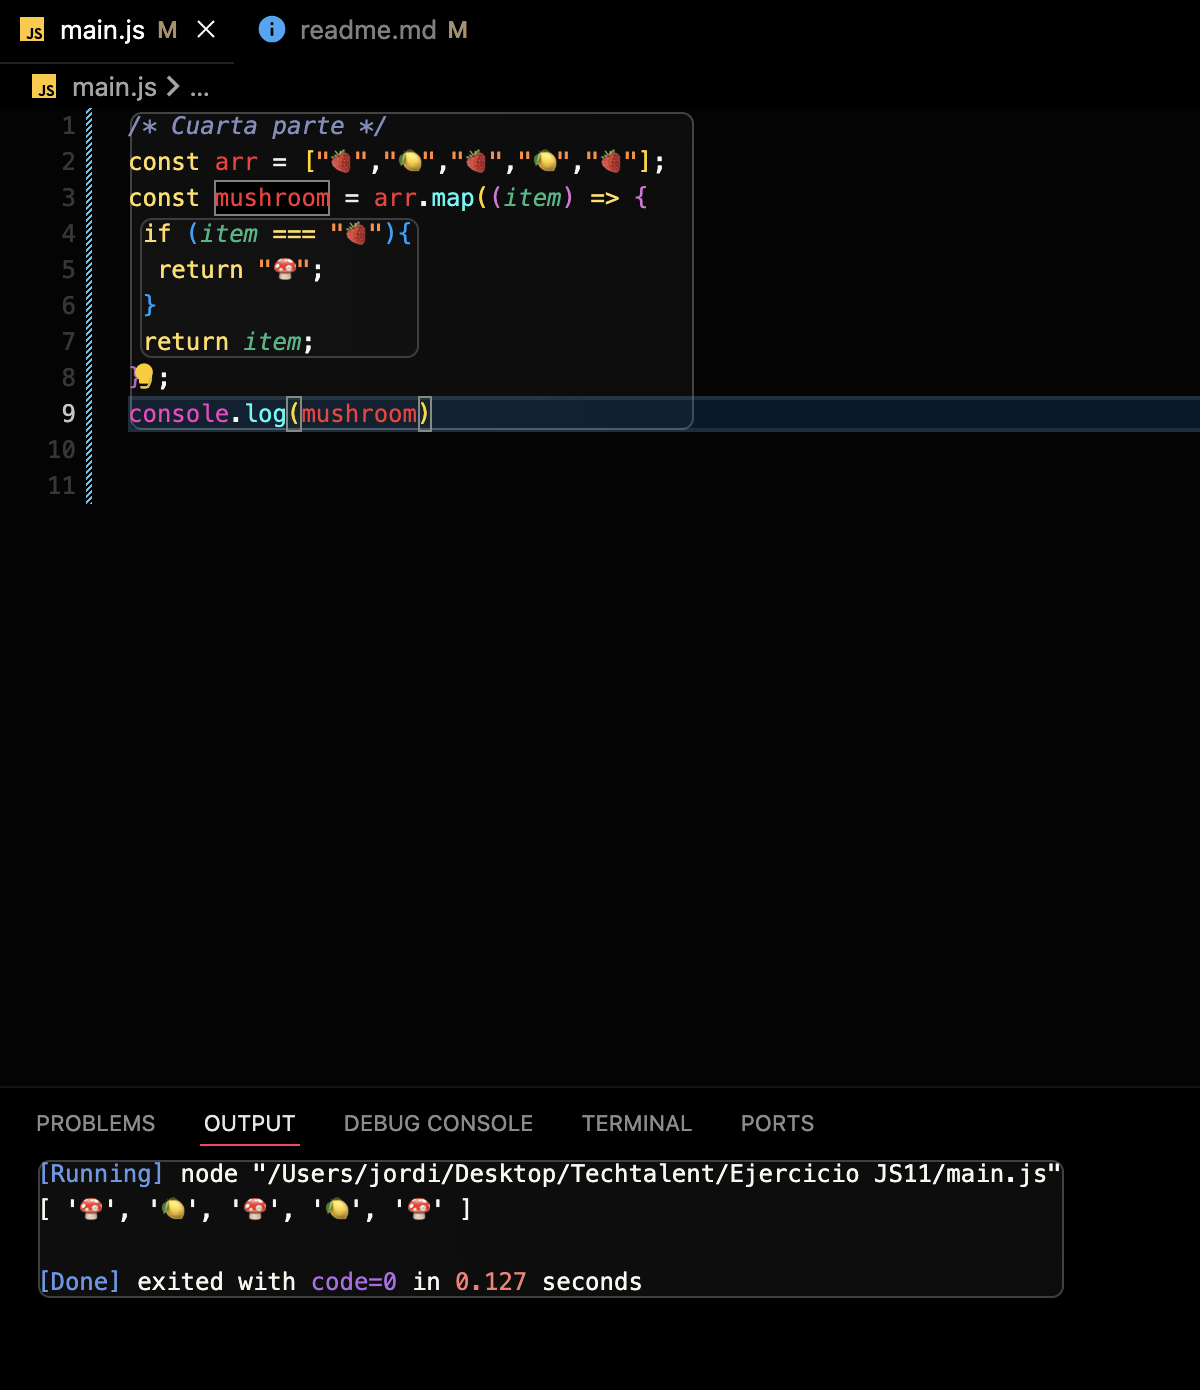 JS main.js M × i readme.md M
JS main.js > ...
1 /* Cuarta parte */
2 const arr = ["🍓","🍋","🍓","🍋","🍓"];
3 const mushroom = arr.map((item) => {
4 if (item === "🍓"){
5 return "🍄";
6 }
7 return item;
8 } ;
9 console.log(mushroom)
10
11
PROBLEMS OUTPUT DEBUG CONSOLE TERMINAL PORTS
[Running] node "/Users/jordi/Desktop/Techtalent/Ejercicio JS11/main.js"
[ '🍄', '🍋', '🍄', '🍋', '🍄' ]
[Done] exited with code=0 in 0.127 seconds